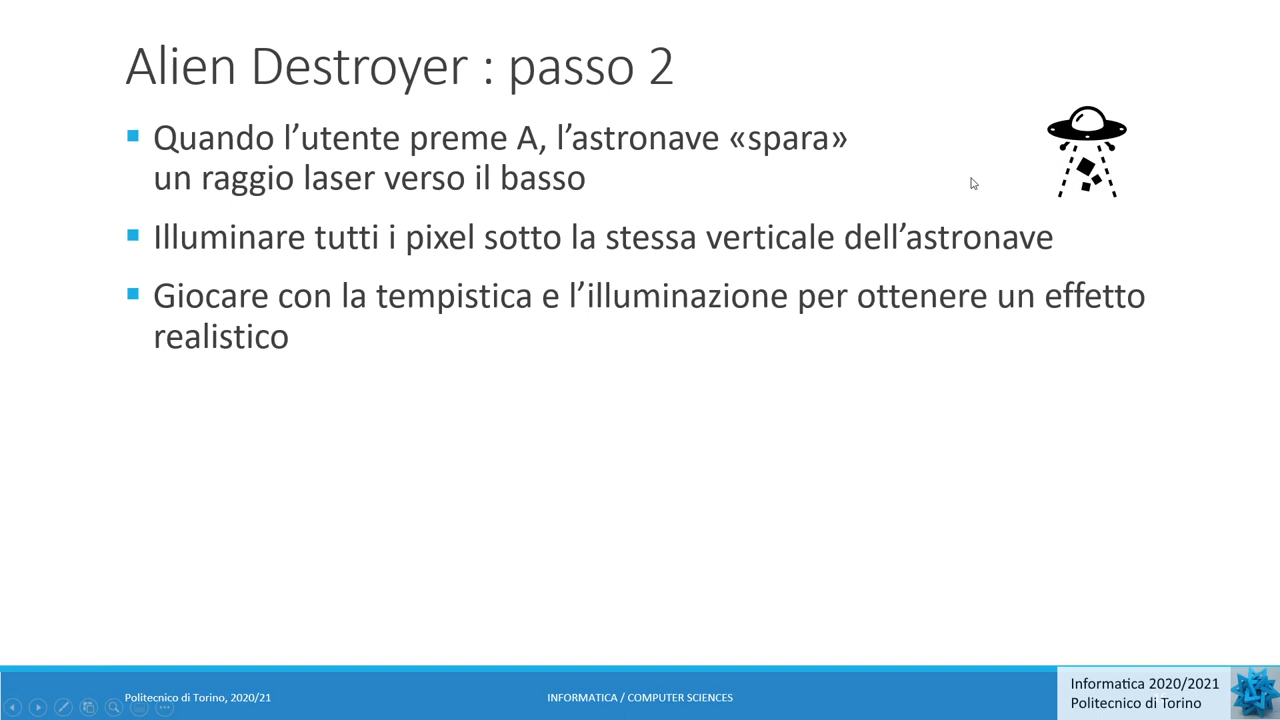 Alien Destroyer : passo 2
Quando l’utente preme A, l’astronave «spara»
un raggio laser verso il basso
Illuminare tutti i pixel sotto la stessa verticale dell’astronave
Giocare con la tempistica e l’illuminazione per ottenere un effetto
realistico
Politecnico di Torino, 2020/21
INFORMATICA / COMPUTER SCIENCES
Informatica 2020/2021
Politecnico di Torino